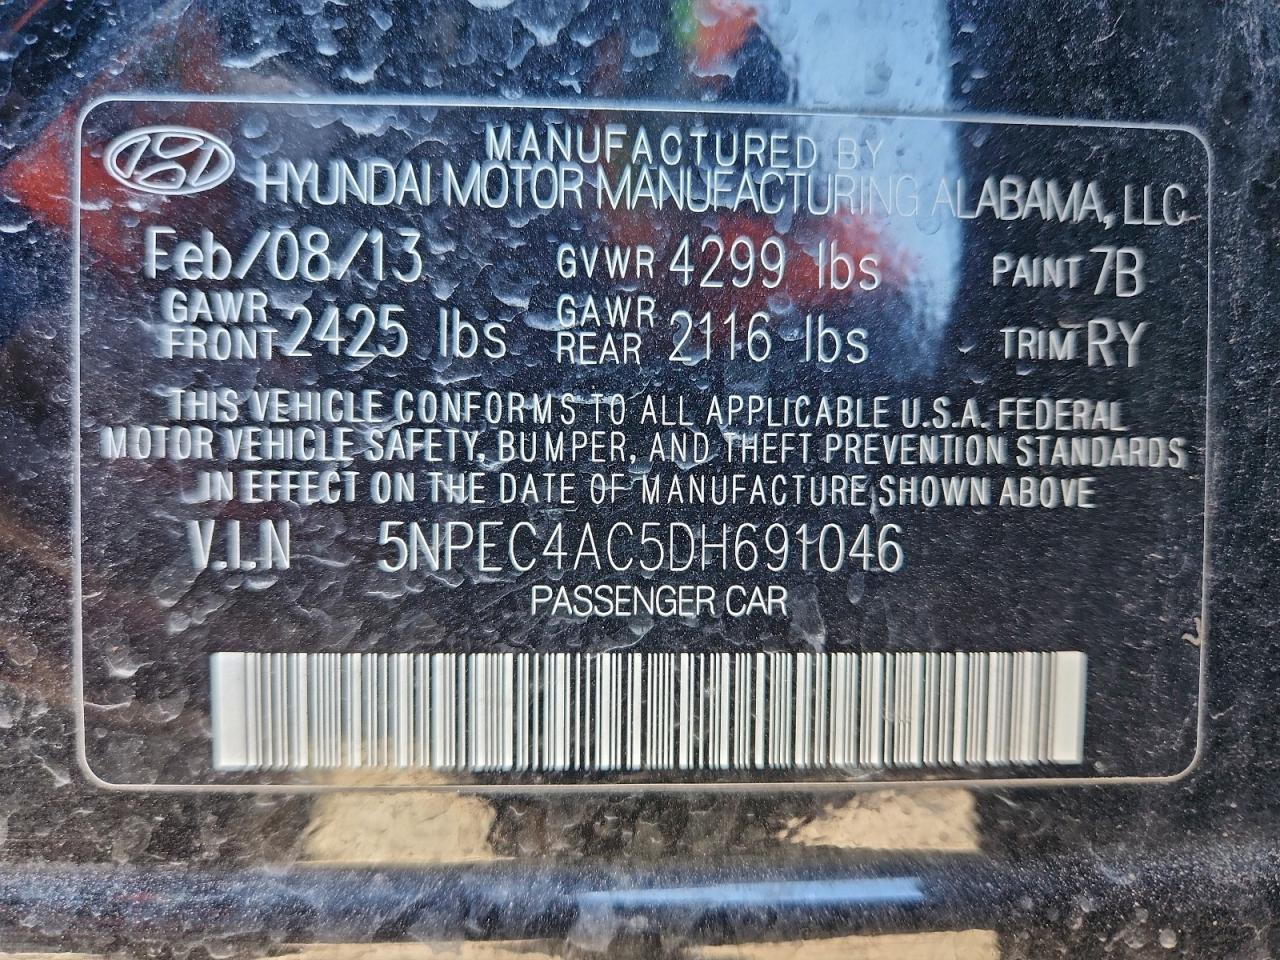 MANUFACTURED BY
HYUNDAI MOTOR MANUFACTURING ALABAMA, LLC
Feb/08/13 GVWR 4299 lbs PAINT 7B
GAWR FRONT 2425 lbs GAWR REAR 2116 lbs TRIM RY
THIS VEHICLE CONFORMS TO ALL APPLICABLE U.S.A. FEDERAL
MOTOR VEHICLE SAFETY, BUMPER, AND THEFT PREVENTION STANDARDS
IN EFFECT ON THE DATE OF MANUFACTURE SHOWN ABOVE
V.I.N 5NPEC4AC5DH691046
PASSENGER CAR